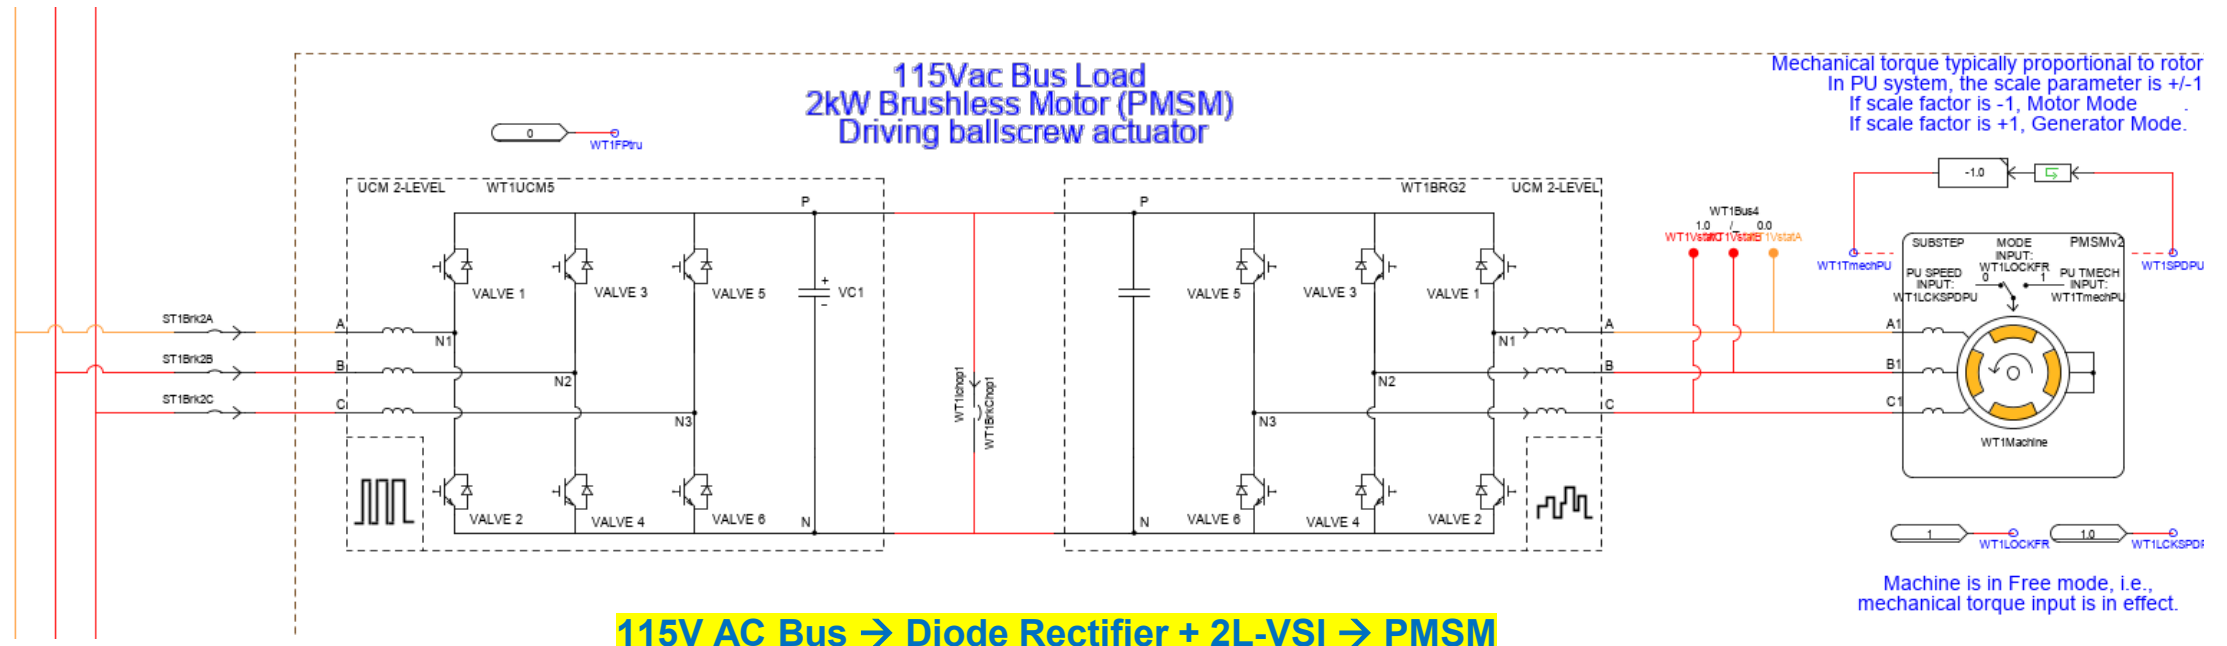 115Vac Bus Load
2kW Brushless Motor (PMSM)
Driving ballscrew actuator
Mechanical torque typically proportional to rotor
In PU system, the scale parameter is +/-1
If scale factor is -1, Motor Mode .
If scale factor is +1, Generator Mode.
0
WT1FPtru
UCM 2-LEVEL WT1UCM5
P
VALVE 1
VALVE 3
VALVE 5
+
VC1
-
ST1Brk2A
A
N1
ST1Brk2B
B
N2
ST1Brk2C
C
N3
VALVE 2
VALVE 4
VALVE 6
N
WT1Ichop1
WT1BrkChop1
WT1BRG2 UCM 2-LEVEL
P
VALVE 5
VALVE 3
VALVE 1
N1
A
N2
B
N3
C
N
VALVE 6
VALVE 4
VALVE 2
WT1Bus4
1.0 /_ 0.0
WT1VstatA
-1.0
WT1TmechPU
WT1SPDPU
SUBSTEP
MODE
INPUT:
WT1LOCKFR
0 1
PMSMv2
PU SPEED
INPUT:
WT1LCKSPDPU
PU TMECH
INPUT:
WT1TmechPU
A1
B1
C1
WT1Machine
1
WT1LOCKFR
1.0
WT1LCKSPDP
Machine is in Free mode, i.e.,
mechanical torque input is in effect.
115V AC Bus → Diode Rectifier + 2L-VSI → PMSM